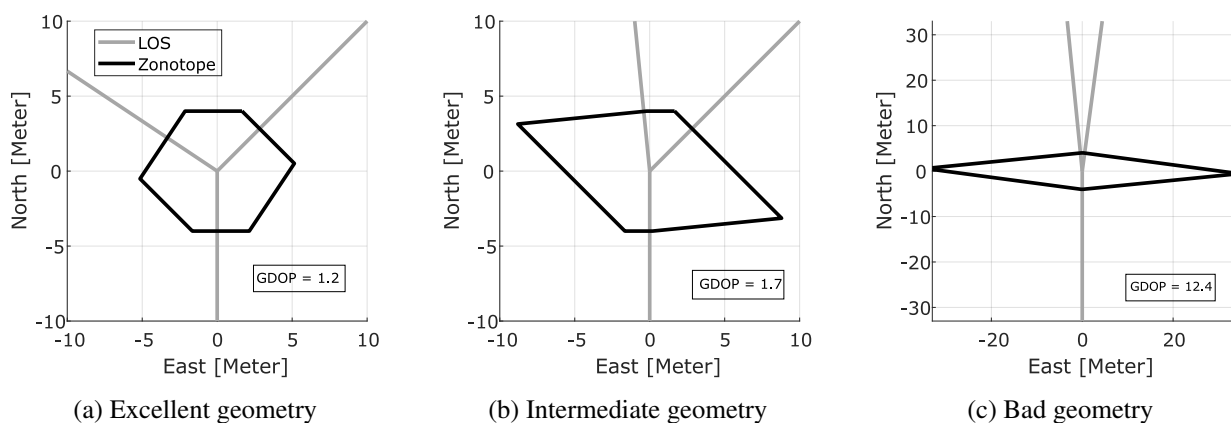 10
5
0
-5
-10
North [Meter]
LOS
Zonotope
GDOP = 1.2
-10 -5 0 5 10
East [Meter]
(a) Excellent geometry
10
5
0
-5
-10
North [Meter]
GDOP = 1.7
-10 -5 0 5 10
East [Meter]
(b) Intermediate geometry
30
20
10
0
-10
-20
-30
North [Meter]
GDOP = 12.4
-20 0 20
East [Meter]
(c) Bad geometry